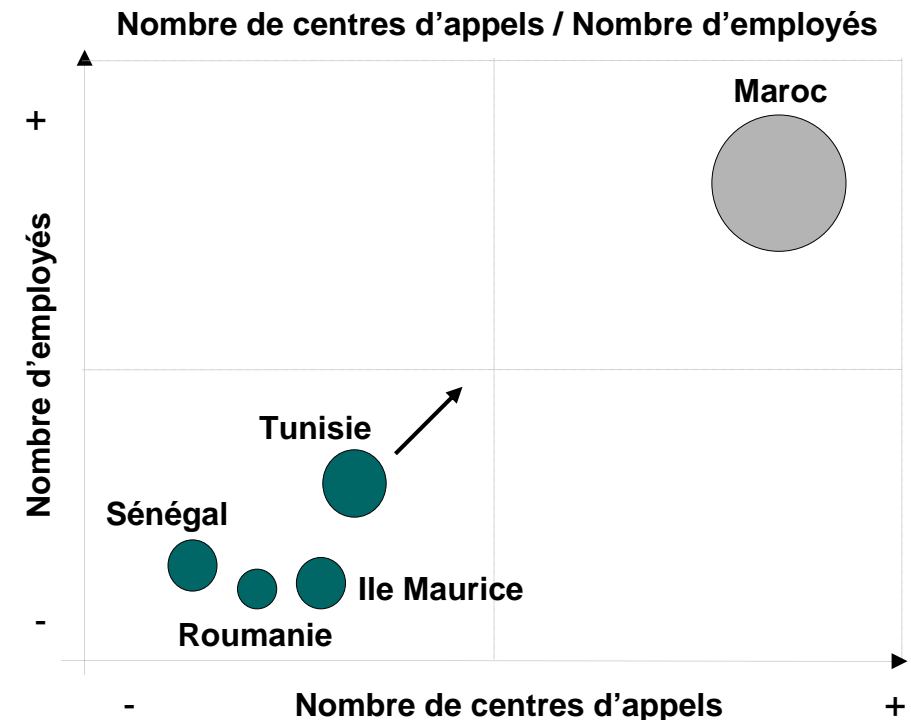 Nombre de centres d’appels / Nombre d’employés
Maroc
+
Nombre d’employés
Tunisie
Sénégal
Ile Maurice
-
Roumanie
- Nombre de centres d’appels +